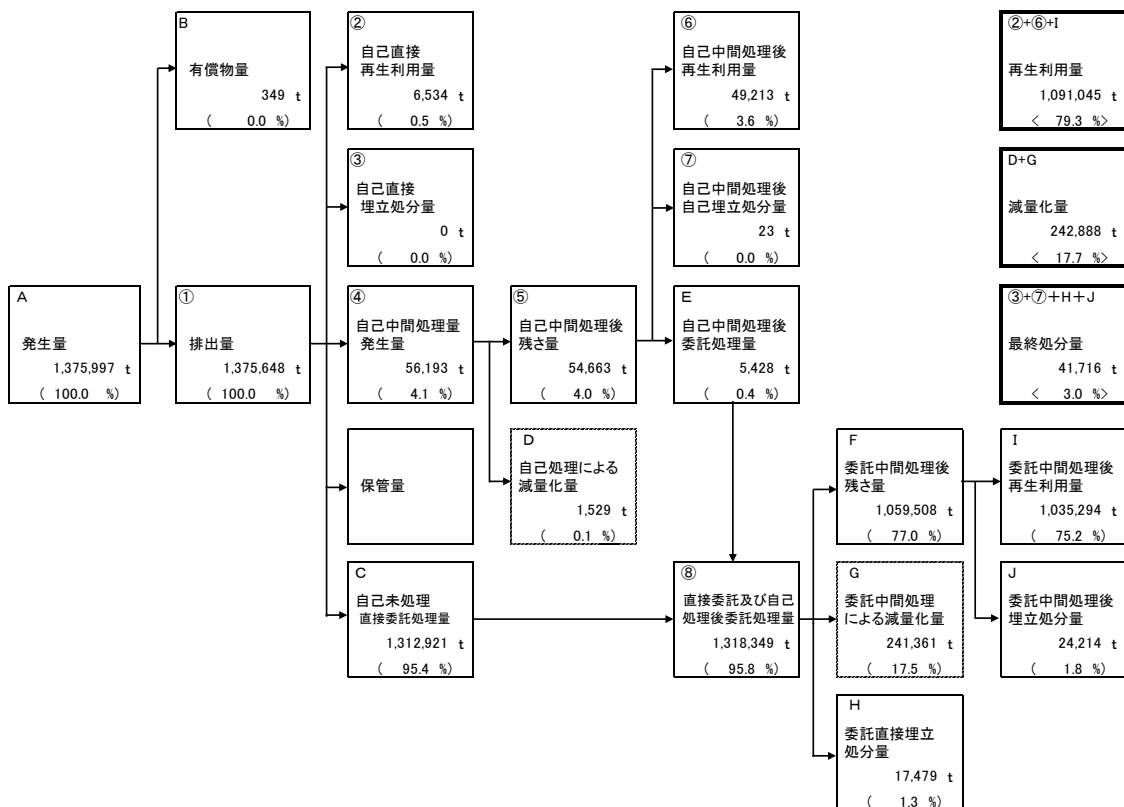 B
有償物量
349 t
( 0.0 %)
②
自己直接
再生利用量
6,534 t
( 0.5 %)
⑥
自己中間処理後
再生利用量
49,213 t
( 3.6 %)
②+⑥+I
再生利用量
1,091,045 t
< 79.3 %>
③
自己直接
埋立処分量
0 t
( 0.0 %)
⑦
自己中間処理後
自己埋立処分量
23 t
( 0.0 %)
D+G
減量化量
242,888 t
< 17.7 %>
A
発生量
1,375,997 t
( 100.0 %)
①
排出量
1,375,648 t
( 100.0 %)
④
自己中間処理量
発生量
56,193 t
( 4.1 %)
⑤
自己中間処理後
残さ量
54,663 t
( 4.0 %)
E
自己中間処理後
委託処理量
5,428 t
( 0.4 %)
③+⑦+H+J
最終処分量
41,716 t
< 3.0 %>
保管量
D
自己処理による
減量化量
1,529 t
( 0.1 %)
F
委託中間処理後
残さ量
1,059,508 t
( 77.0 %)
I
委託中間処理後
再生利用量
1,035,294 t
( 75.2 %)
C
自己未処理
直接委託処理量
1,312,921 t
( 95.4 %)
⑧
直接委託及び自己
処理後委託処理量
1,318,349 t
( 95.8 %)
G
委託中間処理
による減量化量
241,361 t
( 17.5 %)
J
委託中間処理後
埋立処分量
24,214 t
( 1.8 %)
H
委託直接埋立
処分量
17,479 t
( 1.3 %)